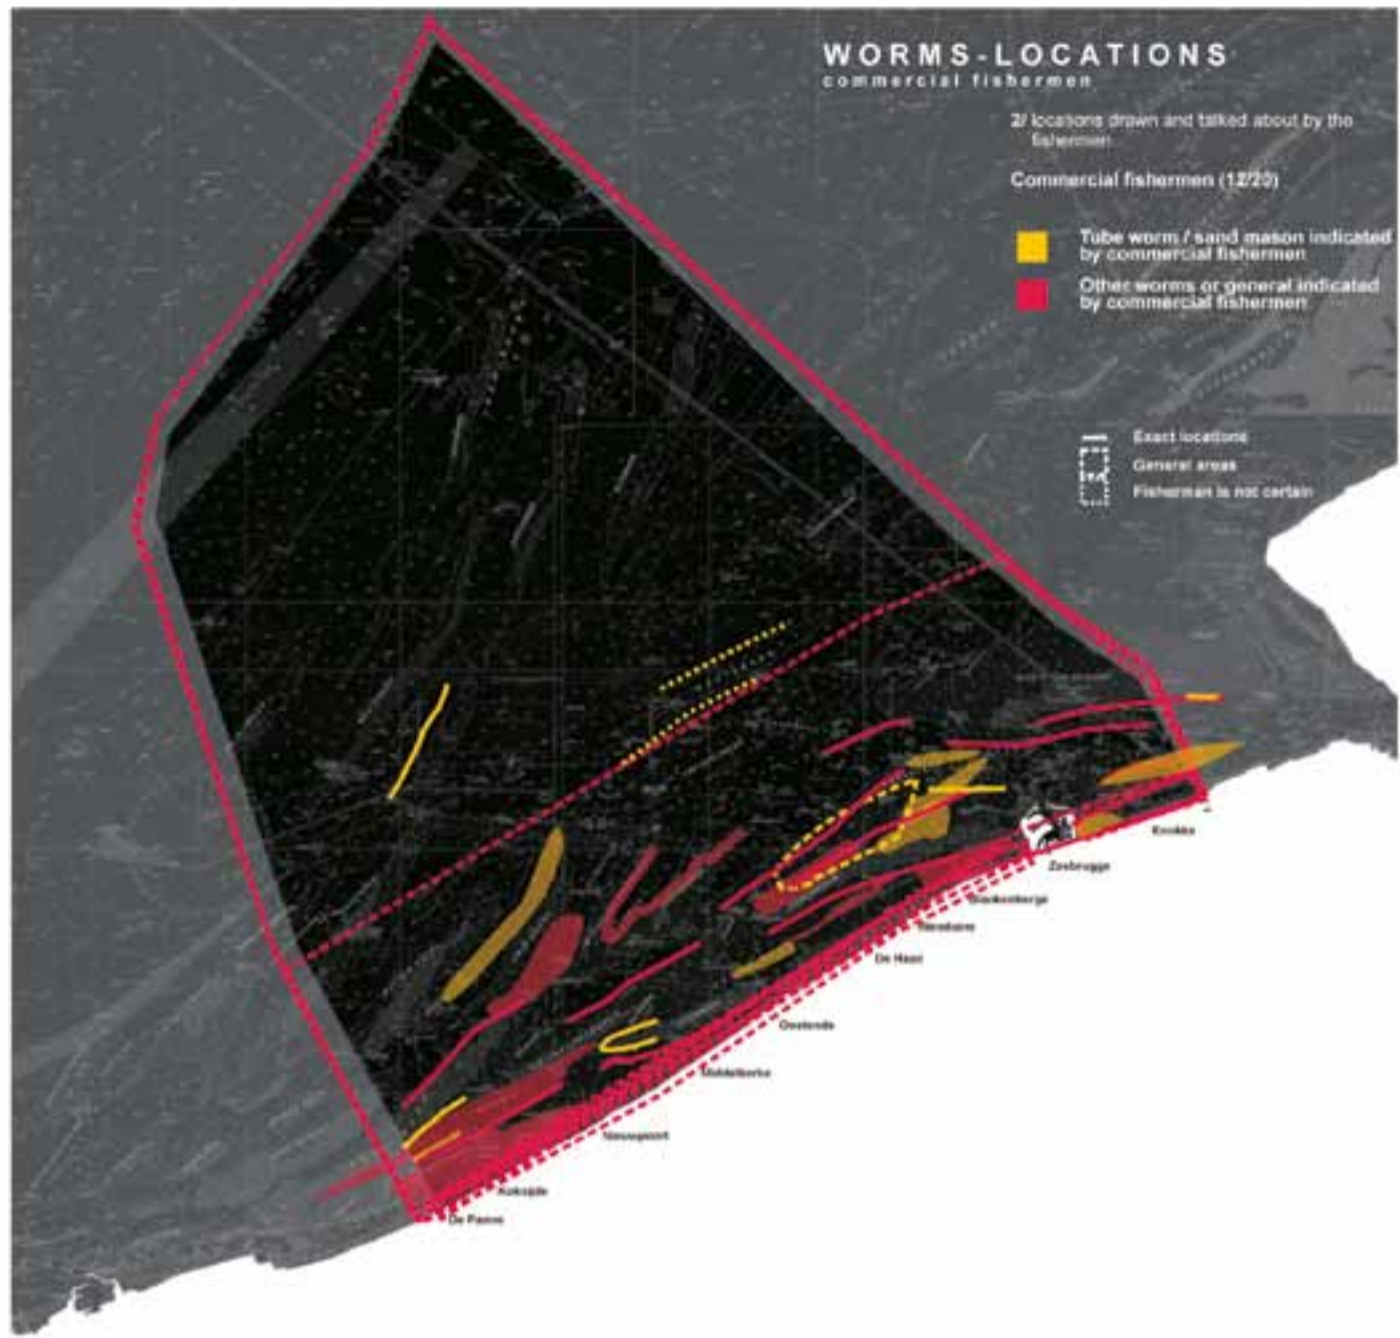 WORMS-LOCATIONS
commercial fishermen
2/ locations drawn and talked about by the
fishermen
Commercial fishermen (12/20)
Tube worm / sand mason indicated
by commercial fishermen
Other worms or general indicated
by commercial fishermen
Exact locations
General areas
Fisherman is not certain
Knokke
Zeebrugge
Blankenberge
Wenduine
De Haan
Oostende
Middelkerke
Nieuwpoort
Koksijde
De Panne